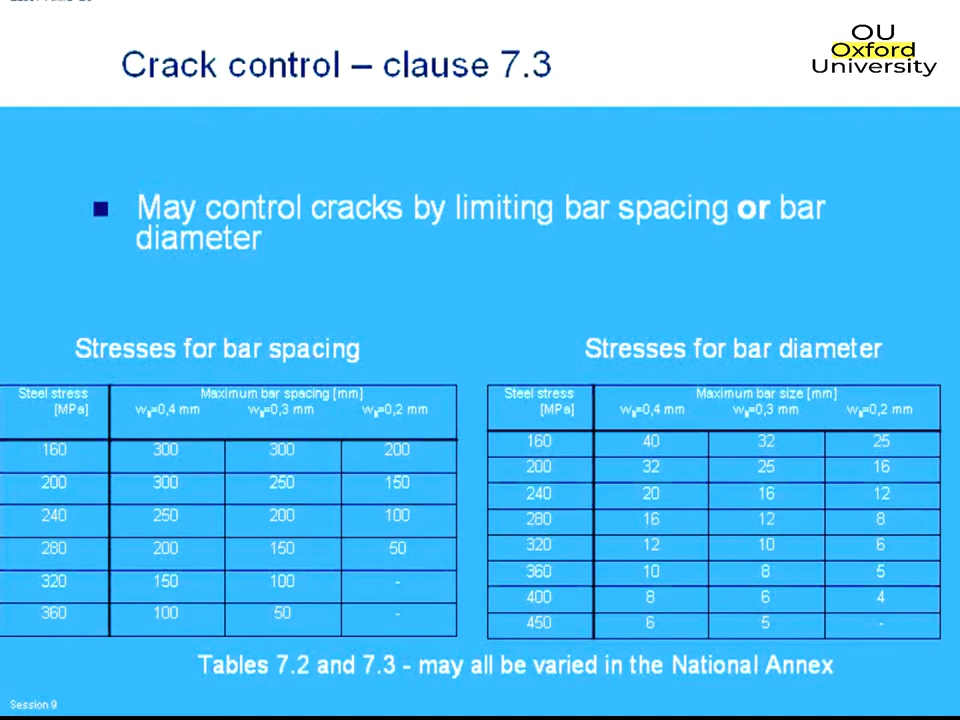 Crack control – clause 7.3
OU
Oxford
University
May control cracks by limiting bar spacing or bar
diameter
Stresses for bar spacing
Steel stress Maximum bar spacing [mm]
[MPa] =0,4 mm =0,3 mm =0,2 mm
160 300 300 200
200 300 250 150
240 250 200 100
280 200 150 50
320 150 100 -
360 100 50 -
Stresses for bar diameter
Steel stress Maximum bar size [mm]
[MPa] =0,4 mm =0,3 mm =0,2 mm
160 40 32 25
200 32 25 16
240 20 16 12
280 16 12 8
320 12 10 6
360 10 8 5
400 8 6 4
450 6 5 -
Tables 7.2 and 7.3 - may all be varied in the National Annex
Session 9